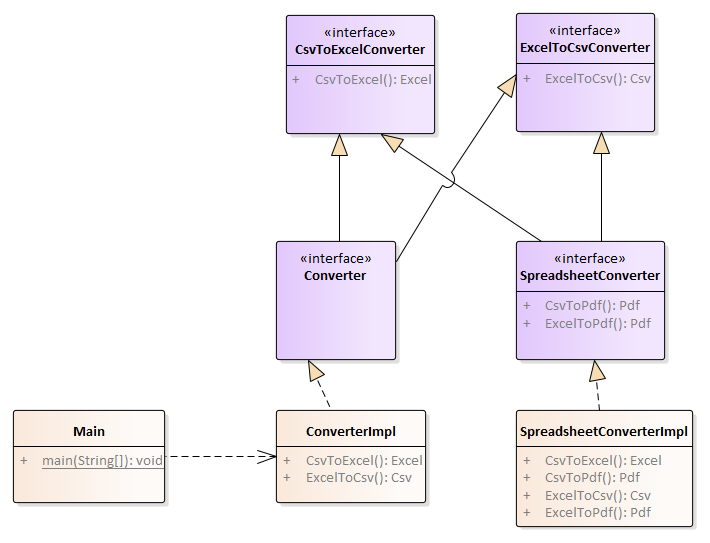 «interface»
CsvToExcelConverter
+ CsvToExcel(): Excel
«interface»
ExcelToCsvConverter
+ ExcelToCsv(): Csv
«interface»
Converter
«interface»
SpreadsheetConverter
+ CsvToPdf(): Pdf
+ ExcelToPdf(): Pdf
Main
+ main(String[]): void
ConverterImpl
+ CsvToExcel(): Excel
+ ExcelToCsv(): Csv
SpreadsheetConverterImpl
+ CsvToExcel(): Excel
+ CsvToPdf(): Pdf
+ ExcelToCsv(): Csv
+ ExcelToPdf(): Pdf